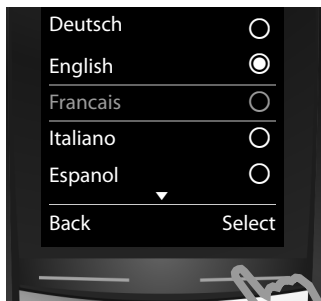 Deutsch
English
Francais
Italiano
Espanol
Back Select